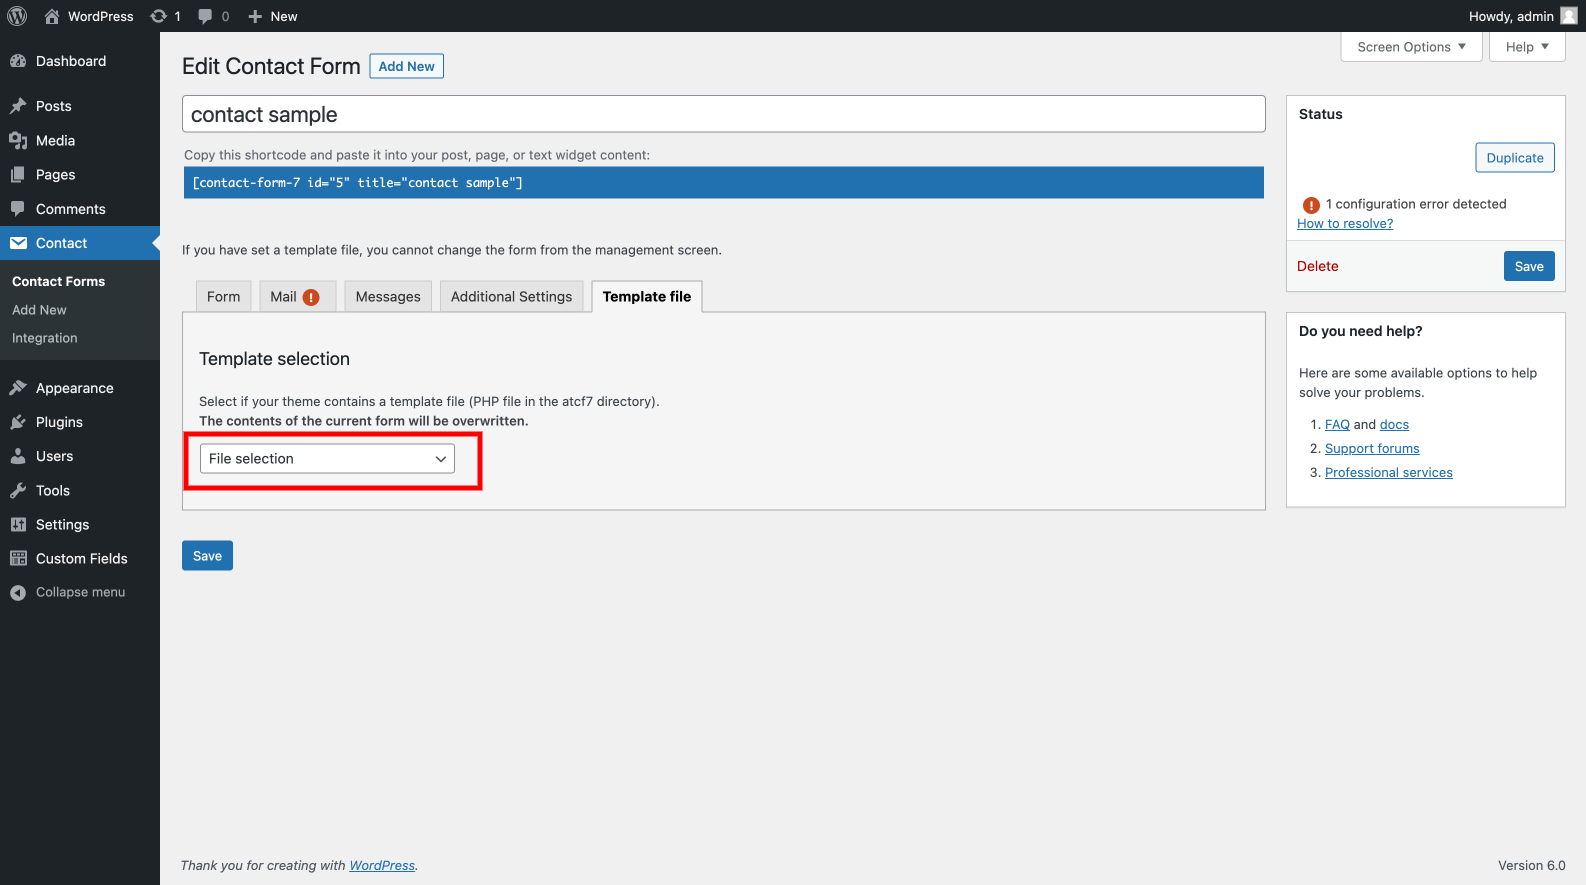 WordPress 1 0 New Howdy, admin
Dashboard
Posts
Media
Pages
Comments
Contact
Contact Forms
Add New
Integration
Appearance
Plugins
Users
Tools
Settings
Custom Fields
Collapse menu
Screen Options Help
Edit Contact Form Add New
contact sample
Copy this shortcode and paste it into your post, page, or text widget content:
[contact-form-7 id="5" title="contact sample"]
If you have set a template file, you cannot change the form from the management screen.
Form Mail ! Messages Additional Settings Template file
Template selection
Select if your theme contains a template file (PHP file in the atcf7 directory).
The contents of the current form will be overwritten.
File selection
Save
Status
Duplicate
! 1 configuration error detected
How to resolve?
Delete Save
Do you need help?
Here are some available options to help
solve your problems.
1. FAQ and docs
2. Support forums
3. Professional services
Thank you for creating with WordPress. Version 6.0